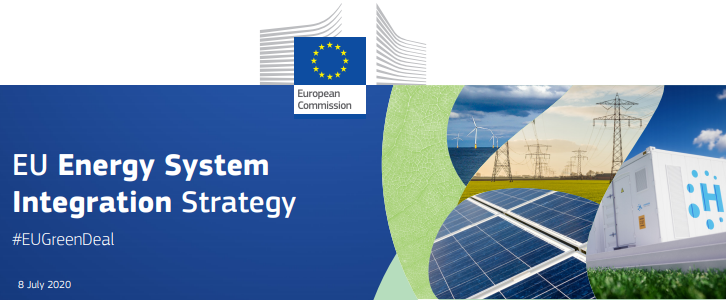 European
Commission
EU Energy System
Integration Strategy
#EUGreenDeal
8 July 2020
H